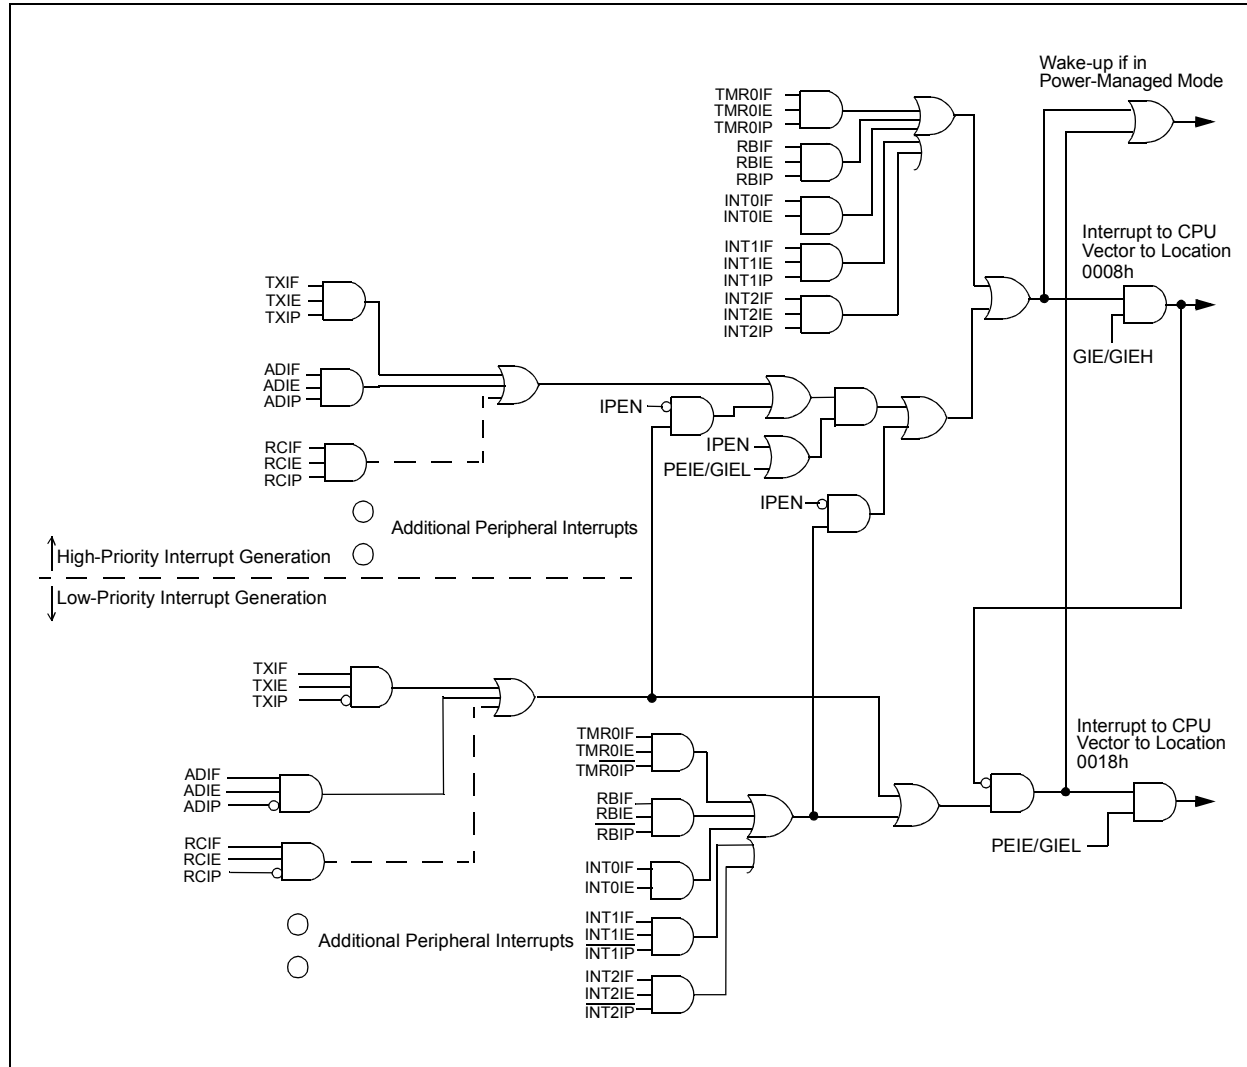 Wake-up if in
Power-Managed Mode
TMR0IF
TMR0IE
TMR0IP
RBIF
RBIE
RBIP
INT0IF
INT0IE
INT1IF
INT1IE
INT1IP
INT2IF
INT2IE
INT2IP
Interrupt to CPU
Vector to Location
0008h
GIE/GIEH
TXIF
TXIE
TXIP
ADIF
ADIE
ADIP
RCIF
RCIE
RCIP
IPEN
IPEN
PEIE/GIEL
IPEN
Additional Peripheral Interrupts
High-Priority Interrupt Generation
Low-Priority Interrupt Generation
TXIF
TXIE
TXIP
ADIF
ADIE
ADIP
RCIF
RCIE
RCIP
Additional Peripheral Interrupts
TMR0IF
TMR0IE
TMR0IP
RBIF
RBIE
RBIP
INT0IF
INT0IE
INT1IF
INT1IE
INT1IP
INT2IF
INT2IE
INT2IP
Interrupt to CPU
Vector to Location
0018h
PEIE/GIEL